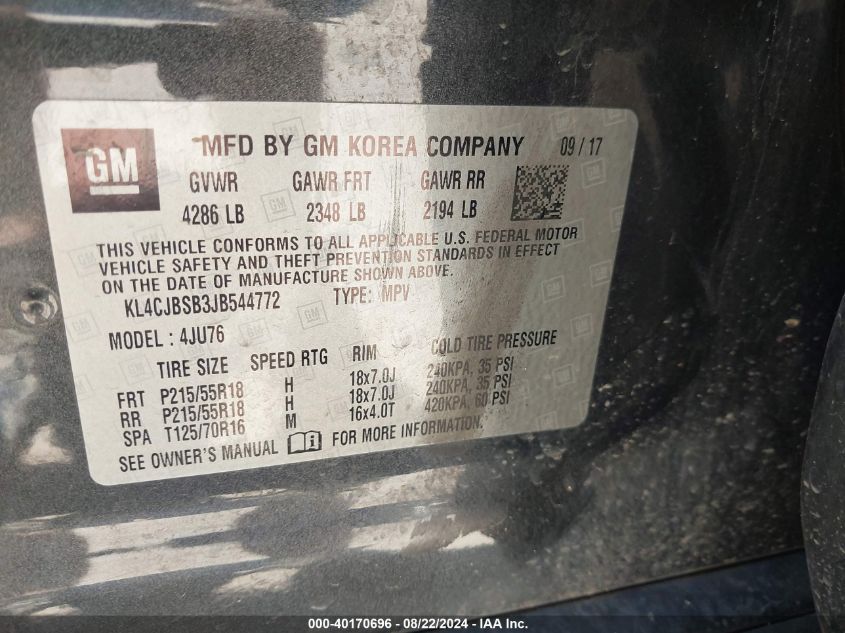 GM
MFD BY GM KOREA COMPANY 09/17
GVWR GAWR FRT GAWR RR
4286 LB 2348 LB 2194 LB
THIS VEHICLE CONFORMS TO ALL APPLICABLE U.S. FEDERAL MOTOR
VEHICLE SAFETY AND THEFT PREVENTION STANDARDS IN EFFECT
ON THE DATE OF MANUFACTURE SHOWN ABOVE.
KL4CJBSB3JB544772 TYPE: MPV
MODEL: 4JU76
TIRE SIZE SPEED RTG RIM COLD TIRE PRESSURE
FRT P215/55R18 H 18x7.0J 240KPA, 35 PSI
RR P215/55R18 H 18x7.0J 240KPA, 35 PSI
SPA T125/70R16 M 16x4.0T 420KPA, 60 PSI
SEE OWNER'S MANUAL i FOR MORE INFORMATION.
000-40170696 - 08/22/2024 - IAA Inc.